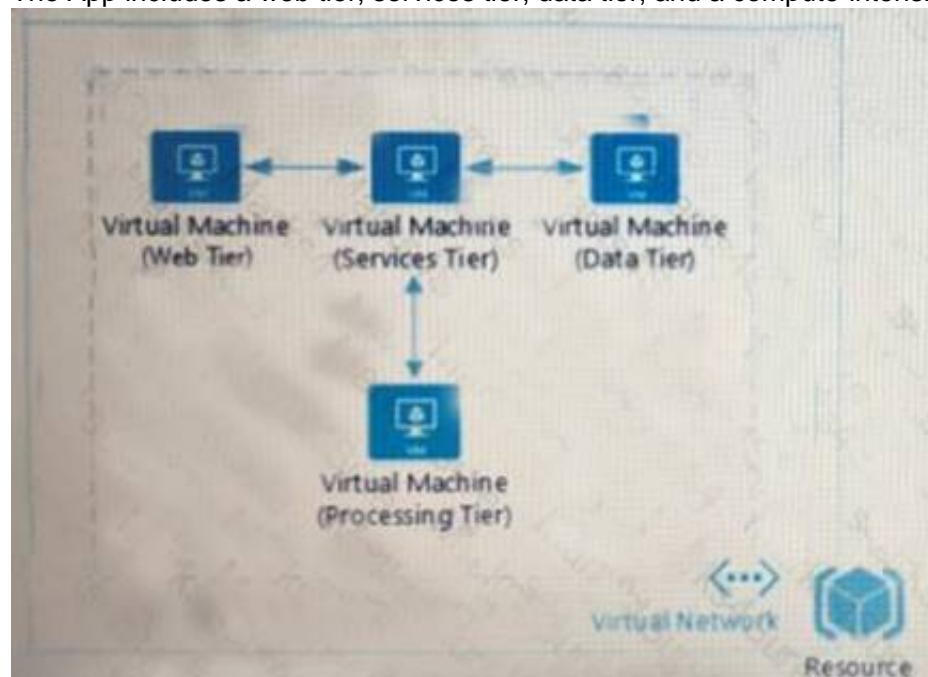 The App includes a web tier, services tier, data tier, and a compute
Virtual Machine Virtual Machine Virtual Machine
(Web Tier) (Services Tier) (Data Tier)
Virtual Machine
(Processing Tier)
Virtual Network
Resource